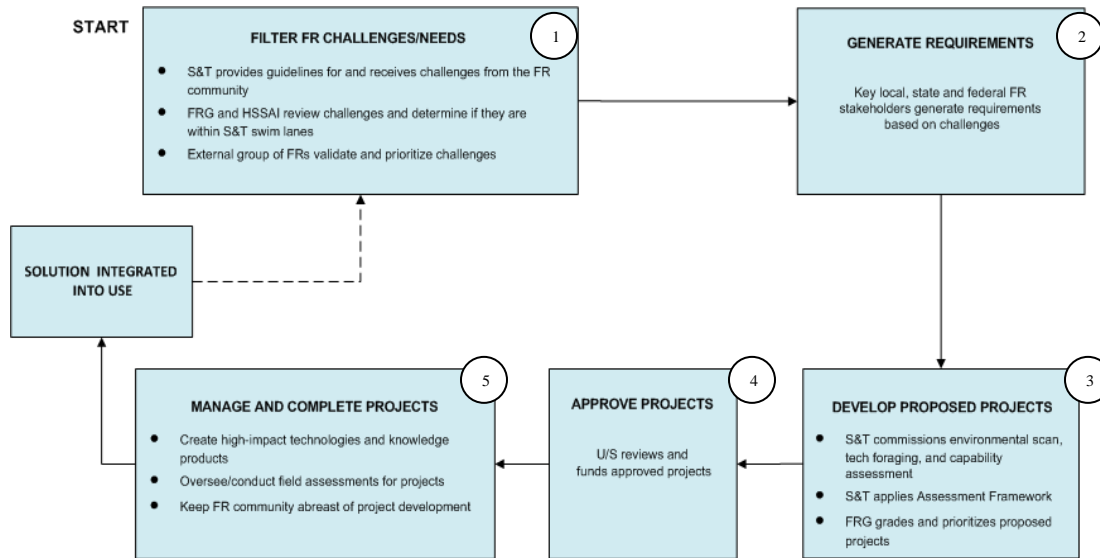 START
FILTER FR CHALLENGES/NEEDS
1
● S&T provides guidelines for and receives challenges from the FR
community
● FRG and HSSAI review challenges and determine if they are
within S&T swim lanes
● External group of FRs validate and prioritize challenges
GENERATE REQUIREMENTS
2
Key local, state and federal FR
stakeholders generate requirements
based on challenges
DEVELOP PROPOSED PROJECTS
3
● S&T commissions environmental scan,
tech foraging, and capability
assessment
● S&T applies Assessment Framework
● FRG grades and prioritizes proposed
projects
APPROVE PROJECTS
4
U/S reviews and
funds approved projects
MANAGE AND COMPLETE PROJECTS
5
● Create high-impact technologies and knowledge
products
● Oversee/conduct field assessments for projects
● Keep FR community abreast of project development
SOLUTION INTEGRATED
INTO USE